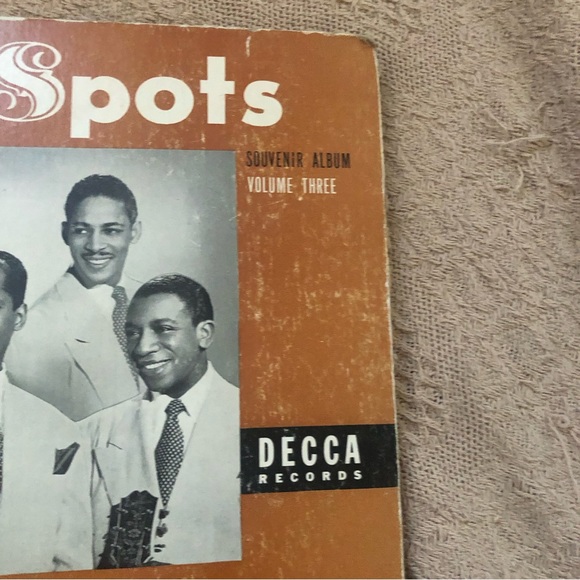 Spots
SOUVENIR ALBUM
VOLUME THREE
DECCA
RECORDS